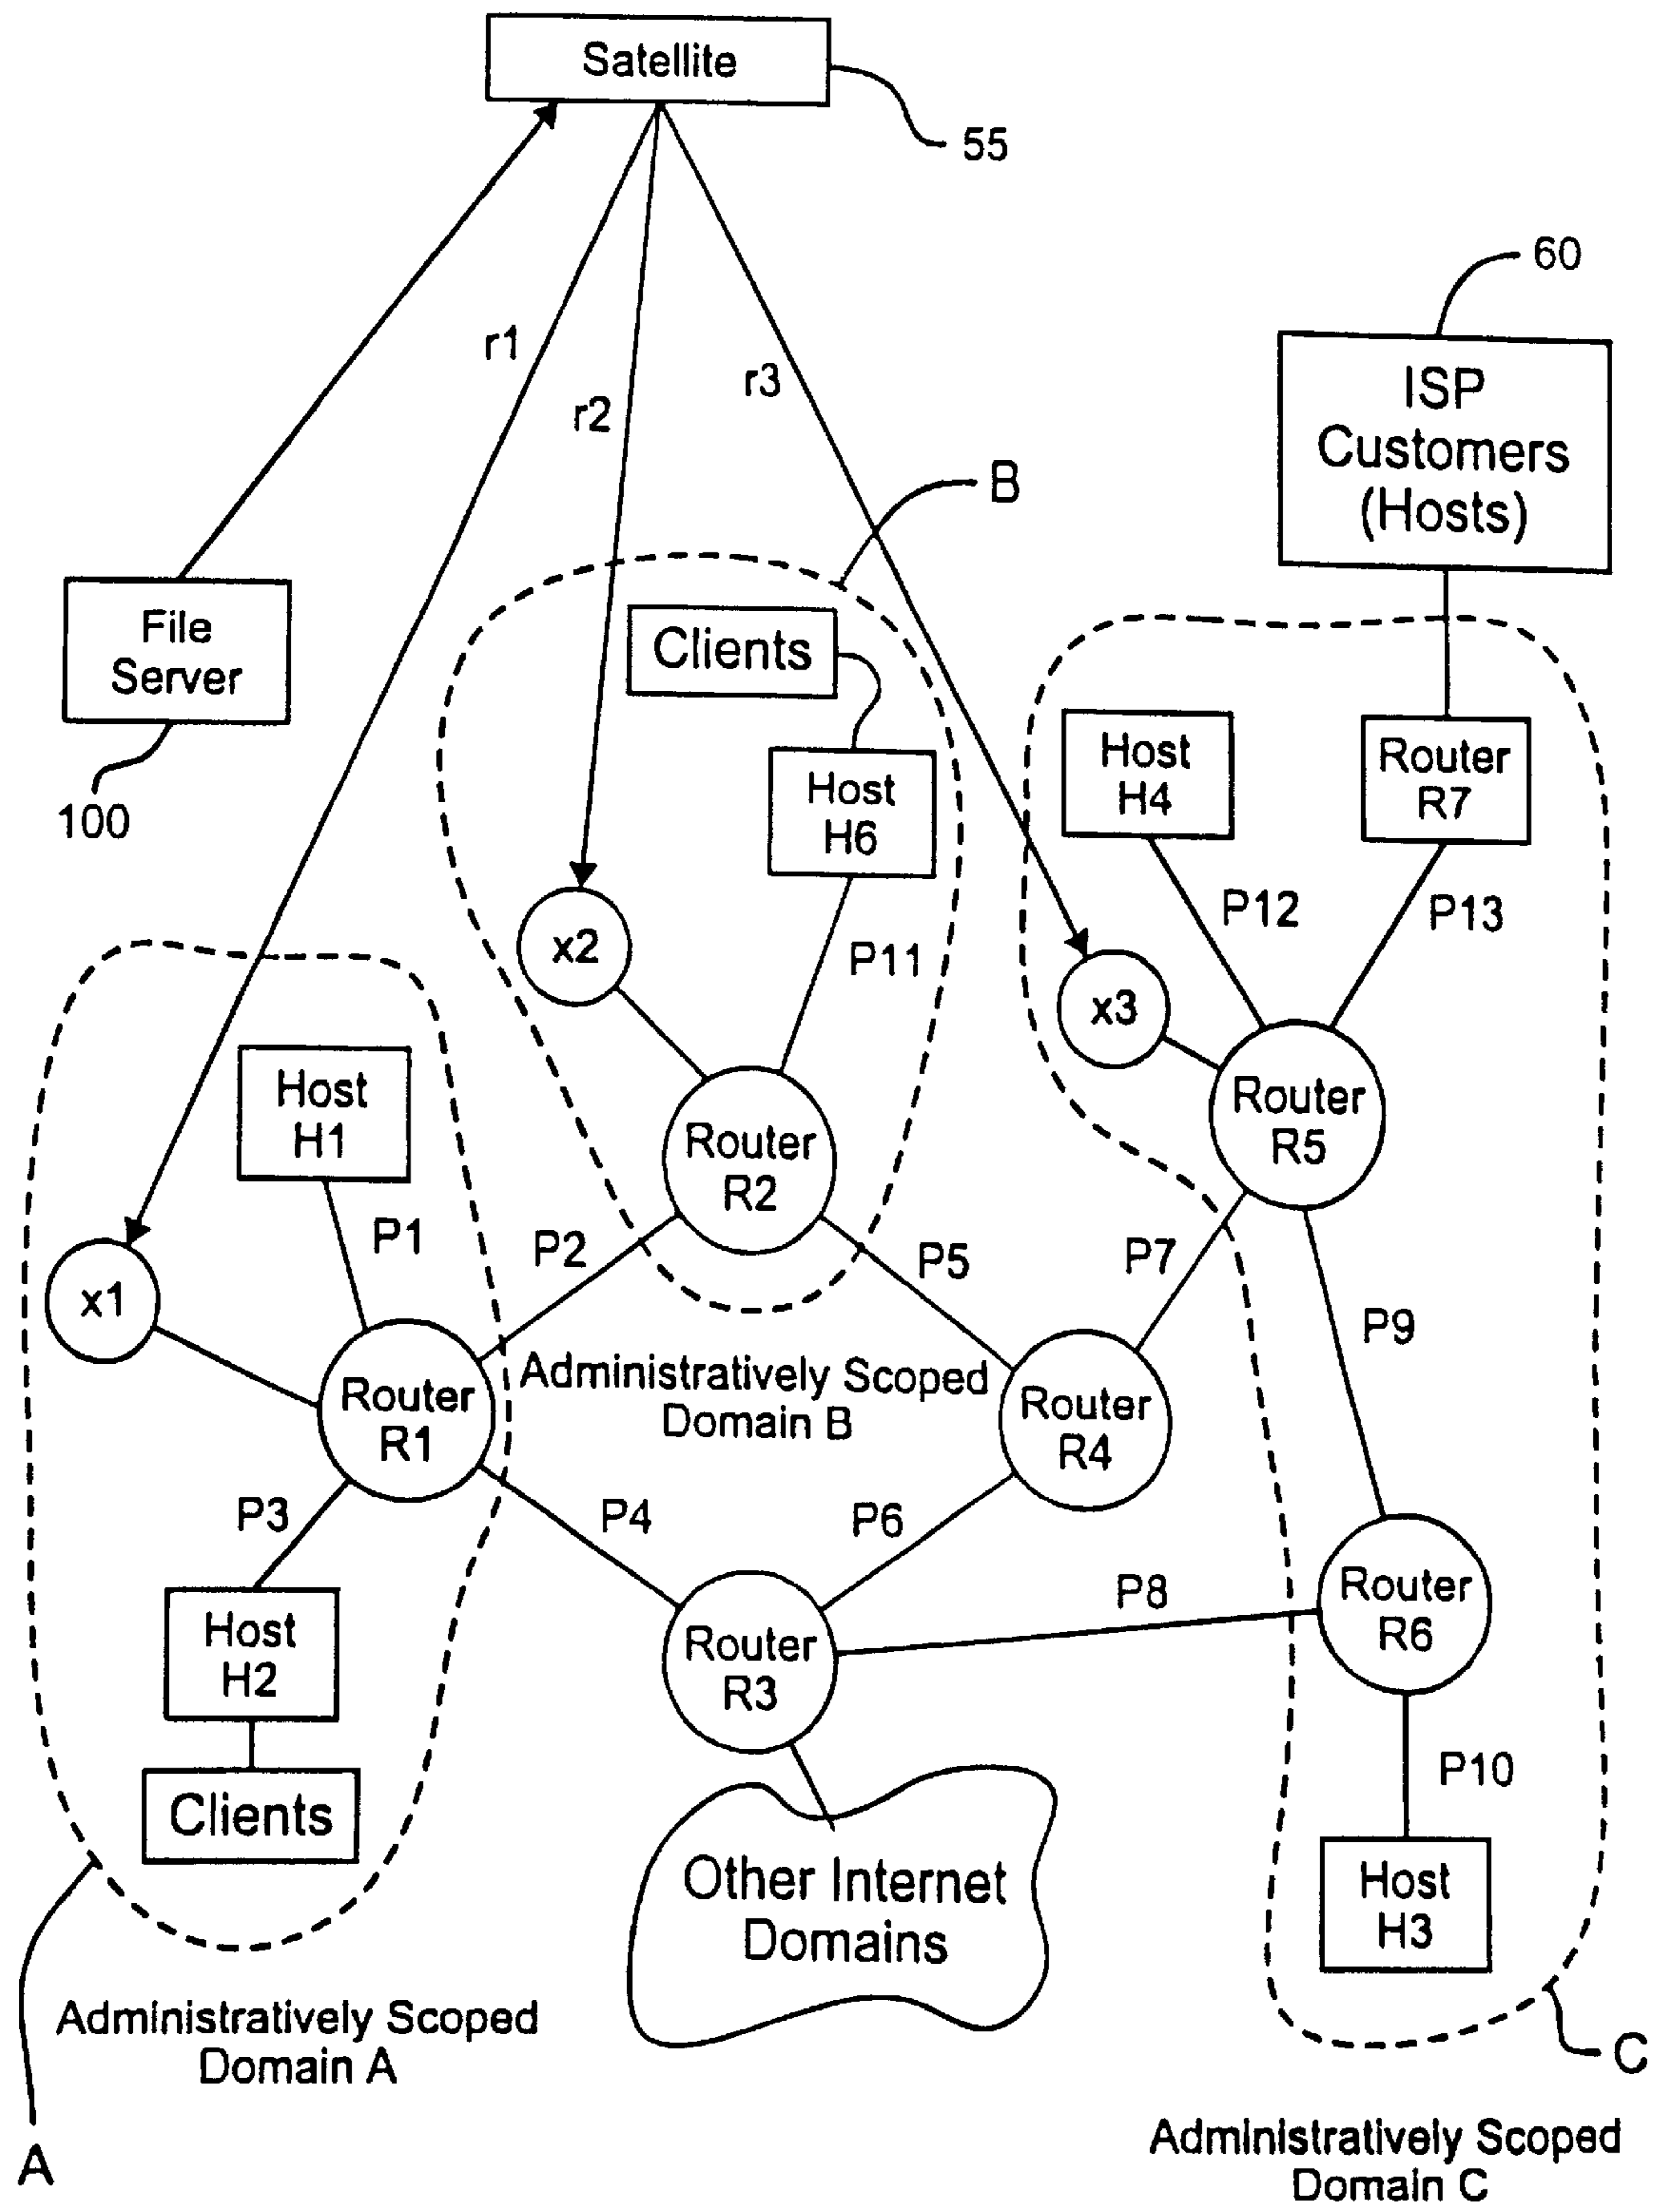 Satellite
55
60
r1
r2
r3
ISP
Customers
(Hosts)
B
File
Server
100
Clients
Host
H6
Host
H4
Router
R7
P12
P13
x2
P11
x3
Host
H1
Router
R5
Router
R2
P1
P2
P5
P7
x1
P9
Router
R1
Administratively Scoped
Domain B
Router
R4
P3
P4
P6
P8
Router
R6
Host
H2
Router
R3
P10
Clients
Other Internet
Domains
Host
H3
Administratively Scoped
Domain A
C
A
Administratively Scoped
Domain C